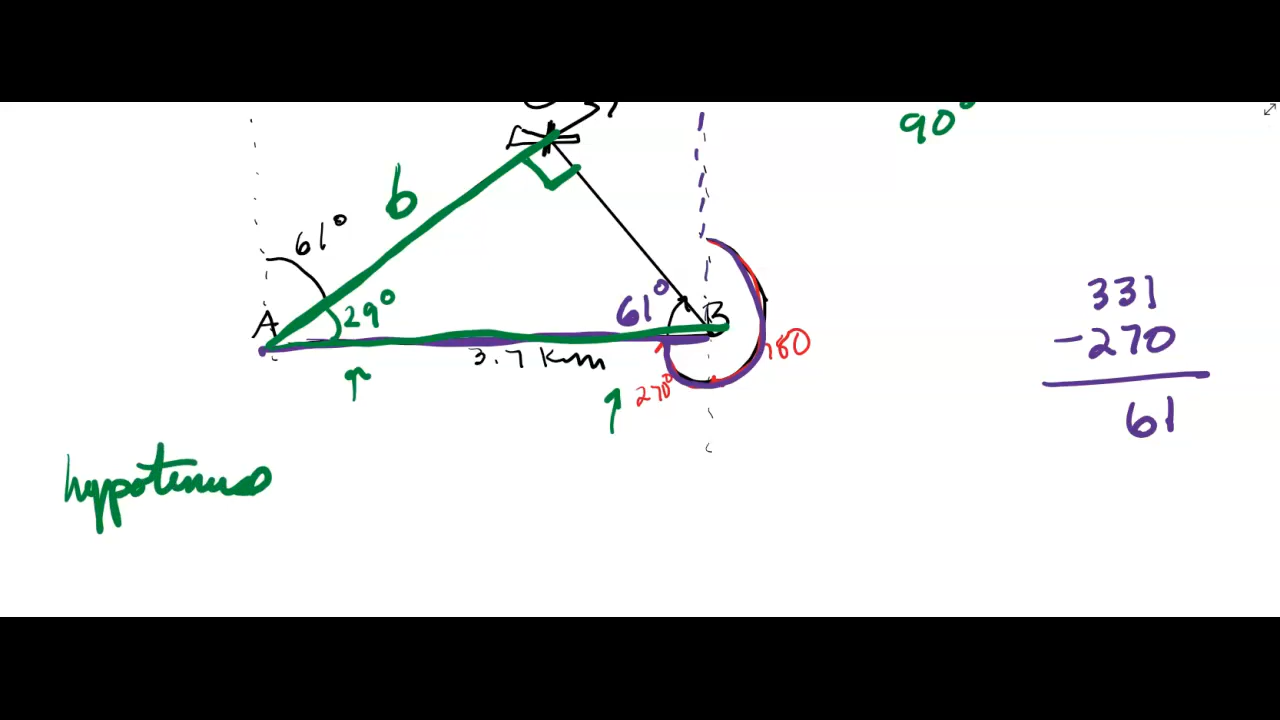 90°
b
61°
A
29°
61°
B
3.7 Km
270°
180
331
-270
61
hypotenuse